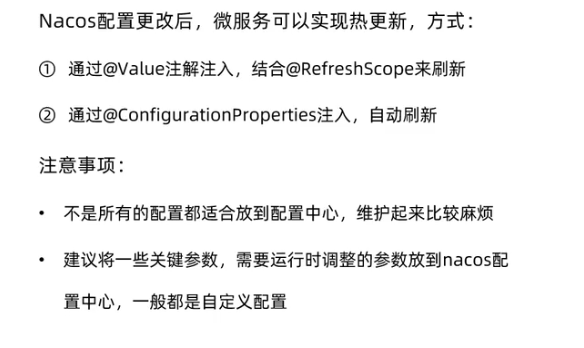 Nacos配置更改后，微服务可以实现热更新，方式：
① 通过@Value注解注入，结合@RefreshScope来刷新
② 通过@ConfigurationProperties注入，自动刷新
注意事项：
• 不是所有的配置都适合放到配置中心，维护起来比较麻烦
• 建议将一些关键参数，需要运行时调整的参数放到nacos配
置中心，一般都是自定义配置